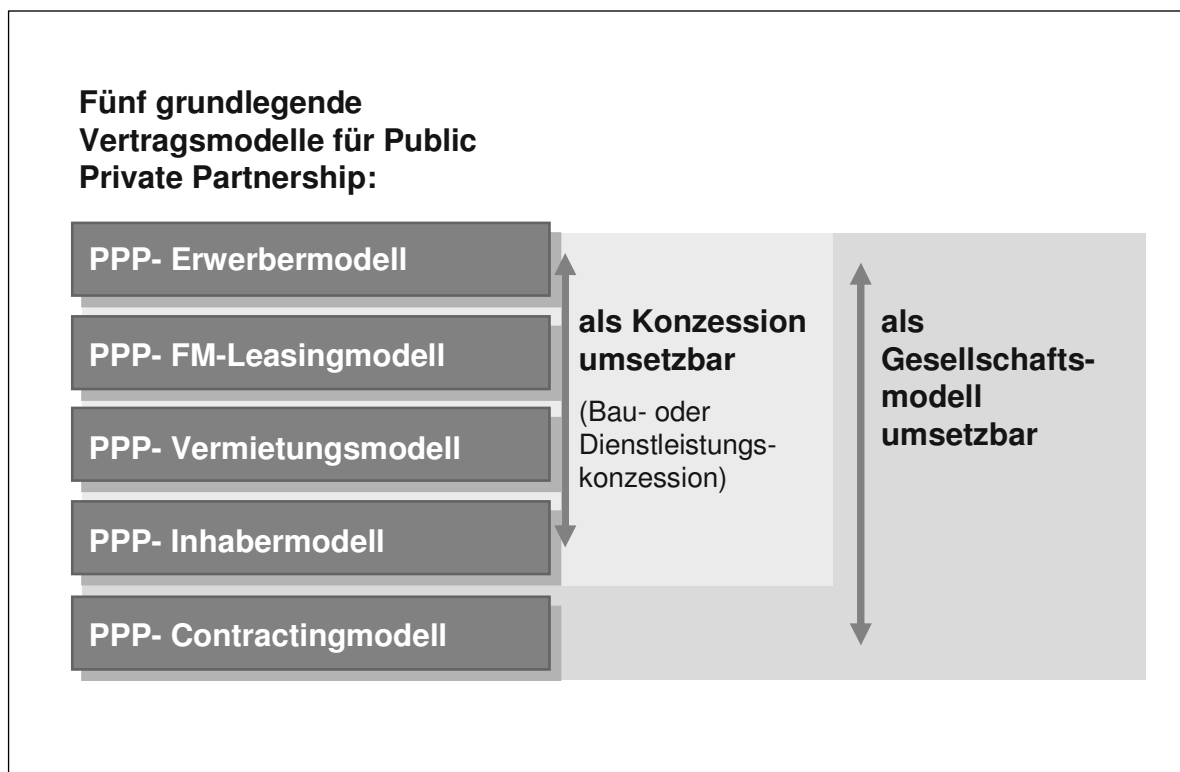 Fünf grundlegende
Vertragsmodelle für Public
Private Partnership:
PPP- Erwerbermodell
PPP- FM-Leasingmodell
PPP- Vermietungsmodell
PPP- Inhabermodell
PPP- Contractingmodell
als Konzession
umsetzbar
(Bau- oder
Dienstleistungs-
konzession)
als
Gesellschafts-
modell
umsetzbar